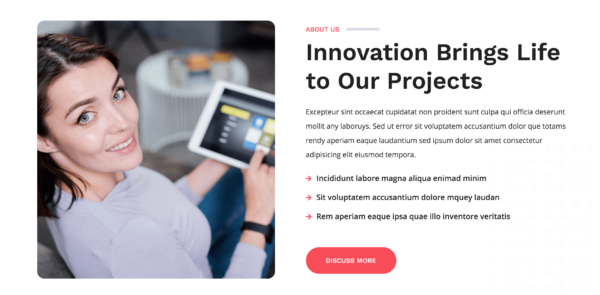 ABOUT US
Innovation Brings Life
to Our Projects
Excepteur sint occaecat cupidatat non proident sunt culpa qui officia deserunt
mollit any laboruys. Sed ut error sit voluptatem accusantium dolor que totams
rendy aperiam eaque laudantium sed ipsum dolor sit amet consectetur
adipisicing elit eiusmod tempora.
Incididunt labore magna aliqua enimad minim
Sit voluptatem accusantium dolore mquey laudan
Rem aperiam eaque ipsa quae illo inventore veritatis
DISCUSS MORE